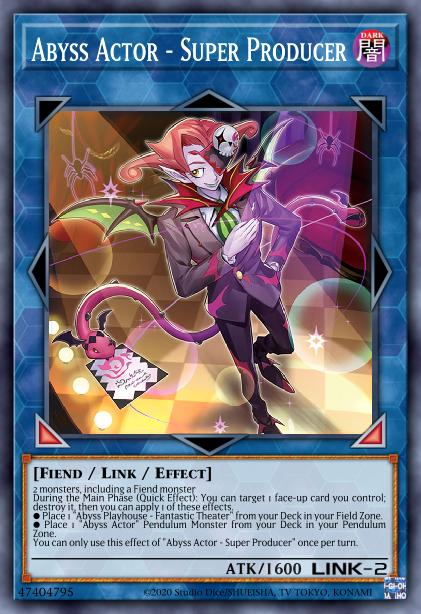 ABYSS ACTOR - SUPER PRODUCER
DARK
闇
[FIEND / LINK / EFFECT]
2 monsters, including a Fiend monster
During the Main Phase (Quick Effect): You can target 1 face-up card you control;
destroy it, then you can apply 1 of these effects.
● Place 1 "Abyss Playhouse - Fantastic Theater" from your Deck in your Field Zone.
● Place 1 "Abyss Actor" Pendulum Monster from your Deck in your Pendulum
Zone.
You can only use this effect of "Abyss Actor - Super Producer" once per turn.
ATK/1600 LINK-2
47404795
©2020 Studio Dice/SHUEISHA, TV TOKYO, KONAMI